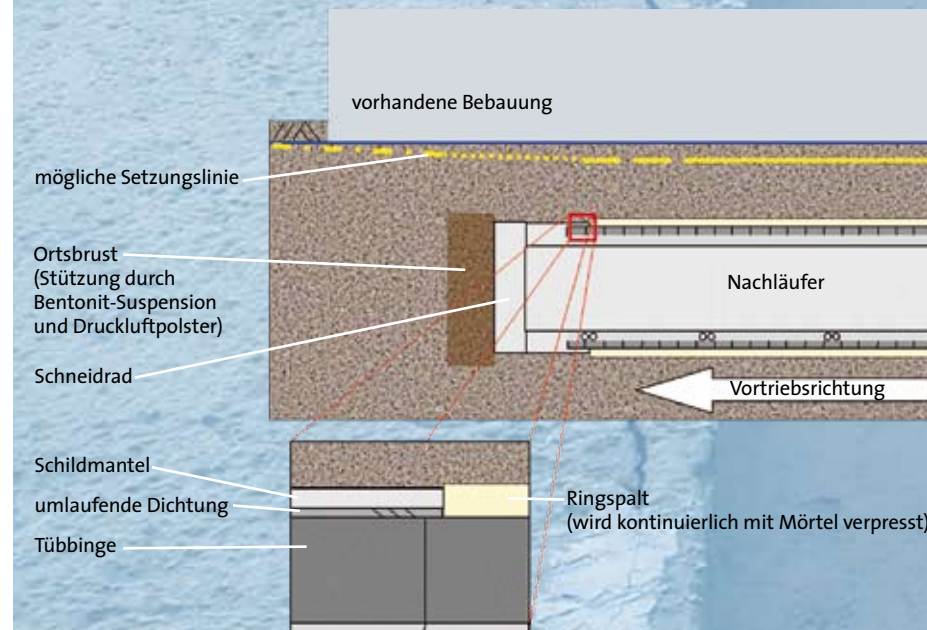 vorhandene Bebauung
mögliche Setzungslinie
Ortsbrust
(Stützung durch
Bentonit-Suspension
und Druckluftpolster)
Nachläufer
Schneidrad
Vortriebsrichtung
Schildmantel
umlaufende Dichtung
Tübbinge
Ringspalt
(wird kontinuierlich mit Mörtel verpresst)